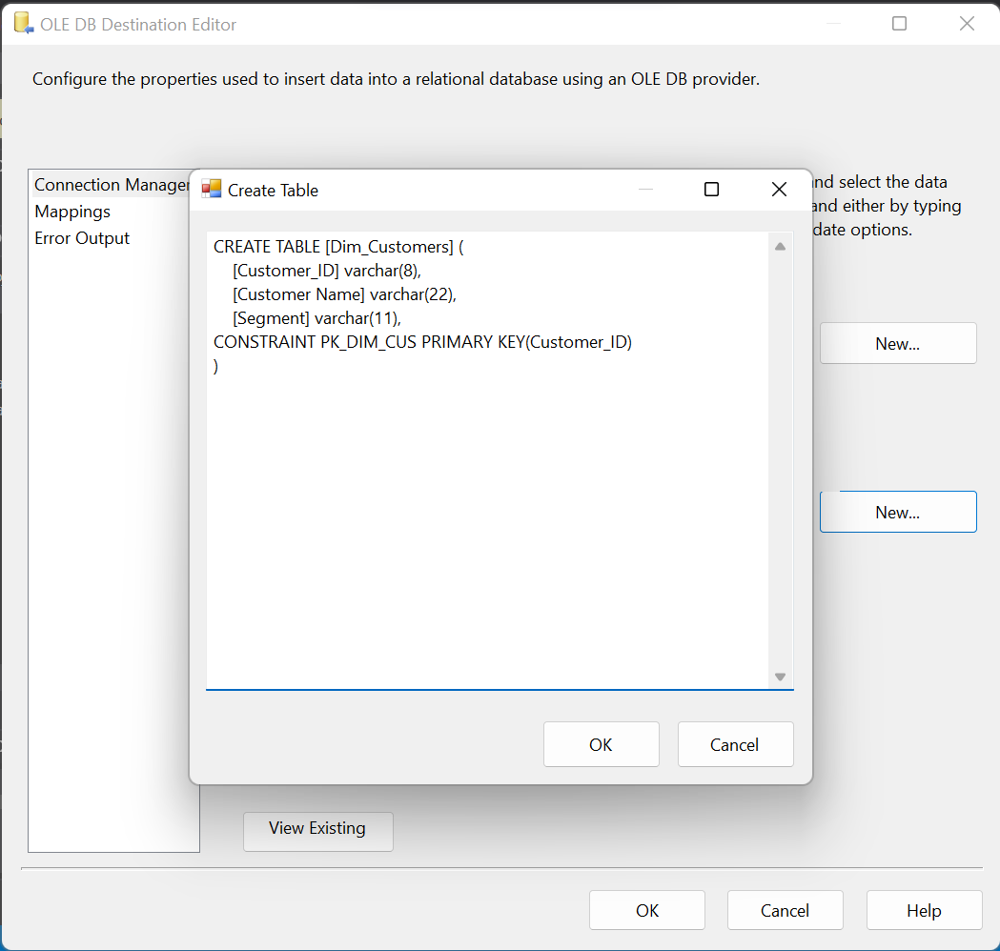 OLE DB Destination Editor
Configure the properties used to insert data into a relational database using an OLE DB provider.
Connection Manager
Mappings
Error Output
and select the data
and either by typing
date options.
New...
New...
Create Table
CREATE TABLE [Dim_Customers] (
[Customer_ID] varchar(8),
[Customer Name] varchar(22),
[Segment] varchar(11),
CONSTRAINT PK_DIM_CUS PRIMARY KEY(Customer_ID)
)
OK
Cancel
View Existing
OK
Cancel
Help